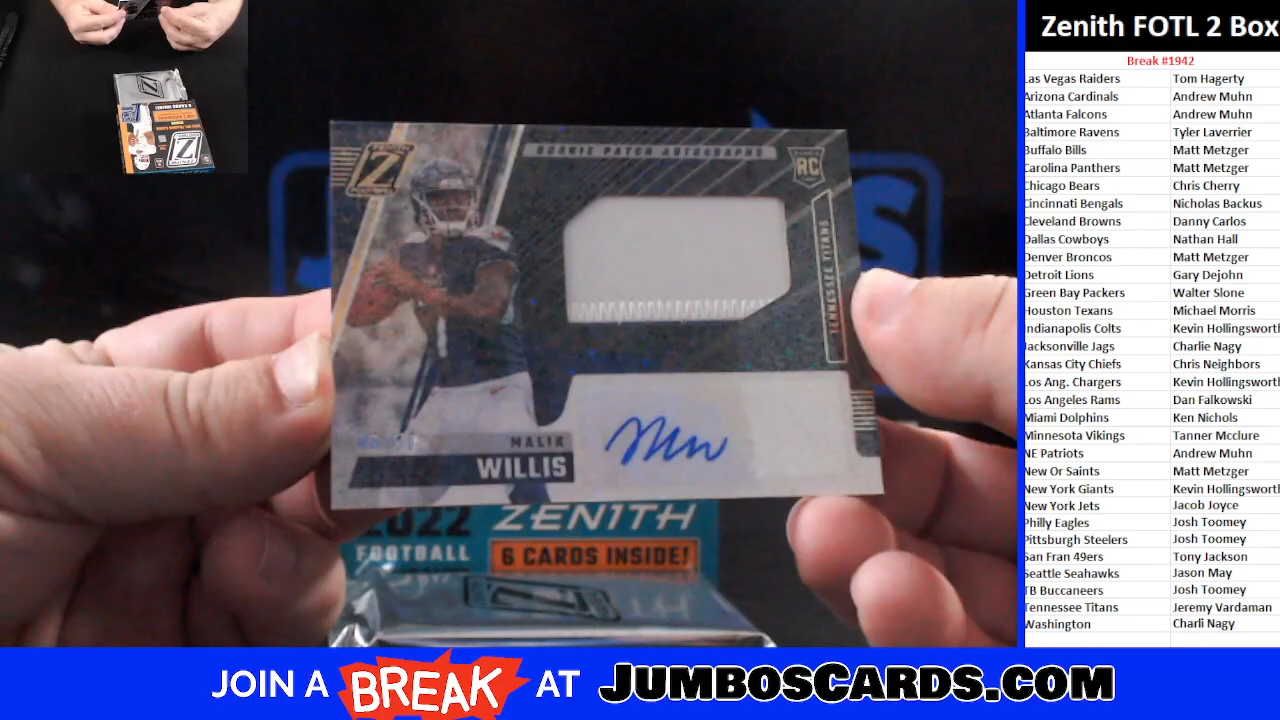 Zenith FOTL 2 Box
Break #1942
Las Vegas Raiders Tom Hagerty
Arizona Cardinals Andrew Muhn
Atlanta Falcons Andrew Muhn
Baltimore Ravens Tyler Laverrier
Buffalo Bills Matt Metzger
Carolina Panthers Matt Metzger
Chicago Bears Chris Cherry
Cincinnati Bengals Nicholas Backus
Cleveland Browns Danny Carlos
Dallas Cowboys Nathan Hall
Denver Broncos Matt Metzger
Detroit Lions Gary Dejohn
Green Bay Packers Walter Slone
Houston Texans Michael Morris
Indianapolis Colts Kevin Hollingsworth
Jacksonville Jags Charlie Nagy
Kansas City Chiefs Chris Neighbors
Los Ang. Chargers Kevin Hollingsworth
Los Angeles Rams Dan Falkowski
Miami Dolphins Ken Nichols
Minnesota Vikings Tanner Mcclure
NE Patriots Andrew Muhn
New Or Saints Matt Metzger
New York Giants Kevin Hollingsworth
New York Jets Jacob Joyce
Philly Eagles Josh Toomey
Pittsburgh Steelers Josh Toomey
San Fran 49ers Tony Jackson
Seattle Seahawks Jason May
TB Buccaneers Josh Toomey
Tennessee Titans Jeremy Vardaman
Washington Charli Nagy
ZENITH
ROOKIE PATCH AUTOGRAPHS
RC
TENNESSEE TITANS
MALIK
WILLIS
2022 ZENITH
FOOTBALL 6 CARDS INSIDE!
JOIN A BREAK AT JUMBOSCARDS.COM